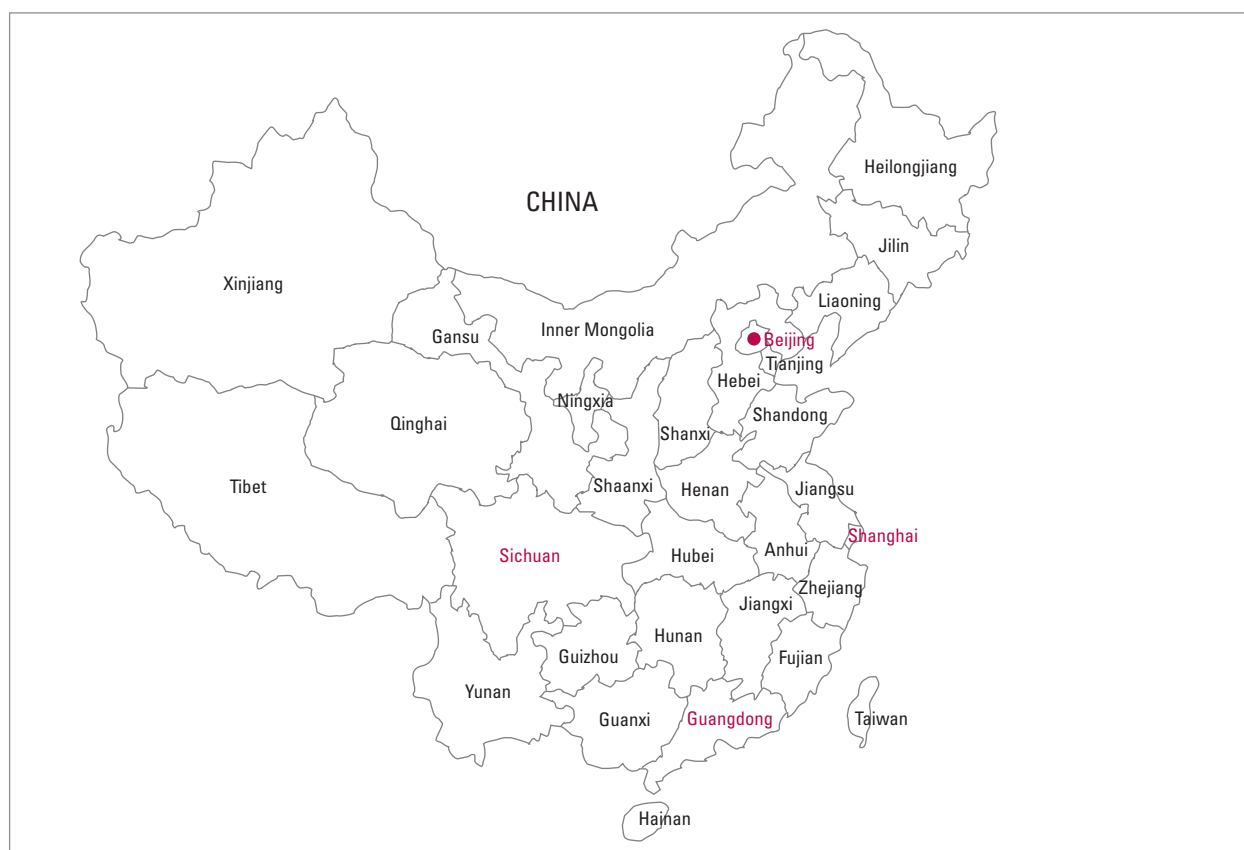 Heilongjiang
CHINA
Jilin
Xinjiang
Liaoning
Inner Mongolia
Gansu
Beijing
Tianjing
Hebei
Ningxia
Shandong
Qinghai
Shanxi
Tibet
Shaanxi
Henan
Jiangsu
Shanghai
Sichuan
Hubei
Anhui
Zhejiang
Jiangxi
Hunan
Guizhou
Fujian
Yunan
Guanxi
Guangdong
Taiwan
Hainan